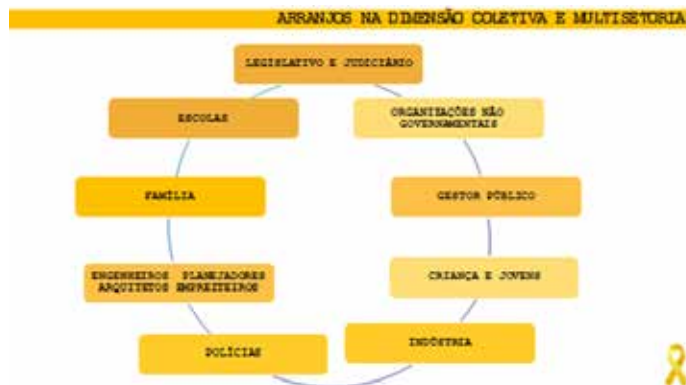 ARRANJOS NA DIMENSÃO COLETIVA E MULTISETORIA
LEGISLATIVO E JUDICIÁRIO
ORGANIZAÇÕES NÃO
GOVERNAMENTAIS
GESTOR PÚBLICO
CRIANÇA E JOVENS
INDÚSTRIA
POLÍCIAS
ENGENHEIROS PLANEJADORES
ARQUITETOS EMPREITEIROS
FAMÍLIA
ESCOLAS